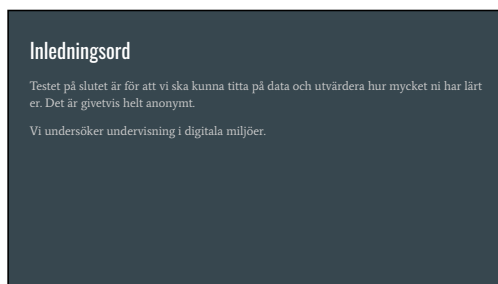 Inledningsord
Testet på slutet är för att vi ska kunna titta på data och utvärdera hur mycket ni har lärt
er. Det är givetvis helt anonymt.
Vi undersöker undervisning i digitala miljöer.